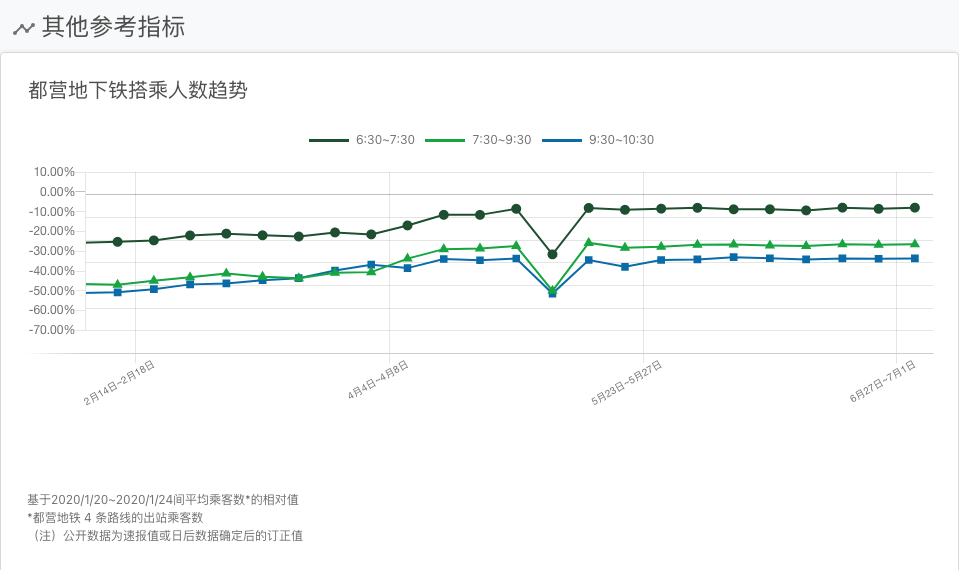 其他参考指标
都营地下铁搭乘人数趋势
6:30~7:30 7:30~9:30 9:30~10:30
10.00%
0.00%
-10.00%
-20.00%
-30.00%
-40.00%
-50.00%
-60.00%
-70.00%
2月14日~2月18日 4月4日~4月8日 5月23日~5月27日 6月27日~7月1日
基于2020/1/20~2020/1/24间平均乘客数*的相对值
*都营地铁 4 条路线的出站乘客数
（注）公开数据为速报值或日后数据确定后的订正值